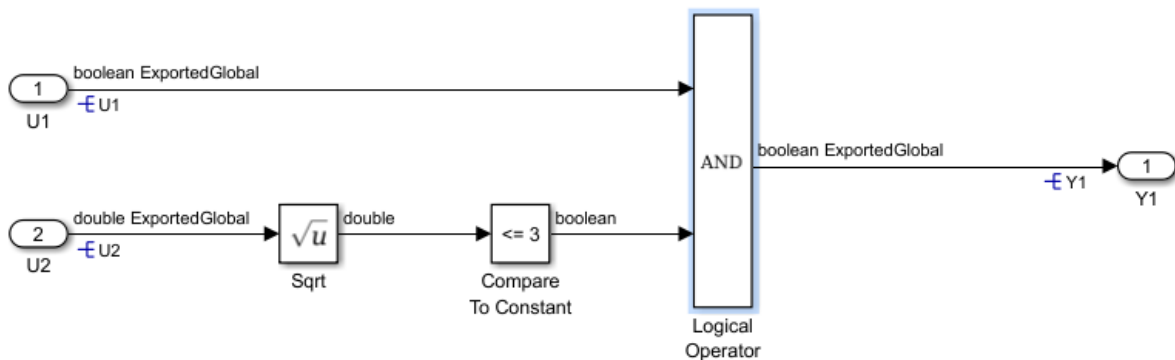 boolean ExportedGlobal
1
U1
U1
AND
boolean ExportedGlobal
1
Y1
Y1
double ExportedGlobal
2
U2
U2
√u
double
Sqrt
<= 3
boolean
Compare
To Constant
Logical
Operator